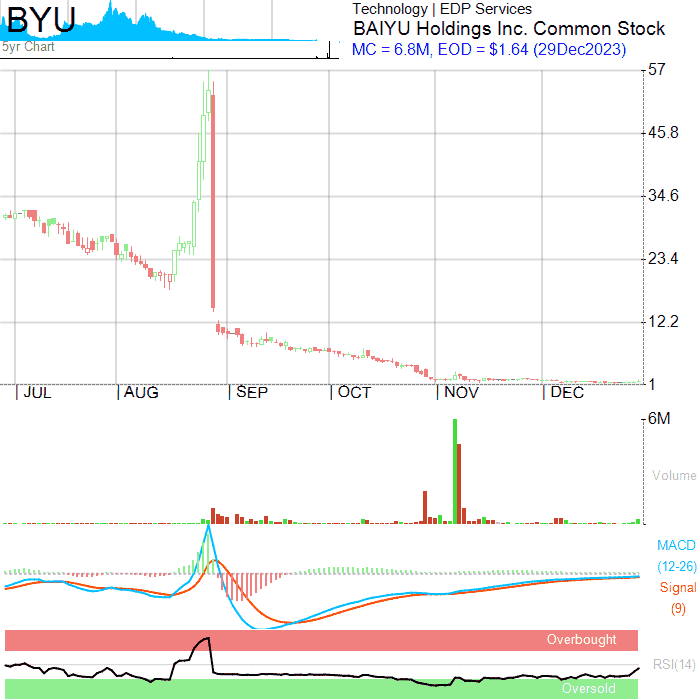 BYU
5yr Chart
Technology | EDP Services
BAIYU Holdings Inc. Common Stock
MC = 6.8M, EOD = $1.64 (29Dec2023)
57
45.8
34.6
23.4
12.2
1
JUL AUG SEP OCT NOV DEC
6M
Volume
MACD
(12-26)
Signal
(9)
Overbought
RSI(14)
Oversold